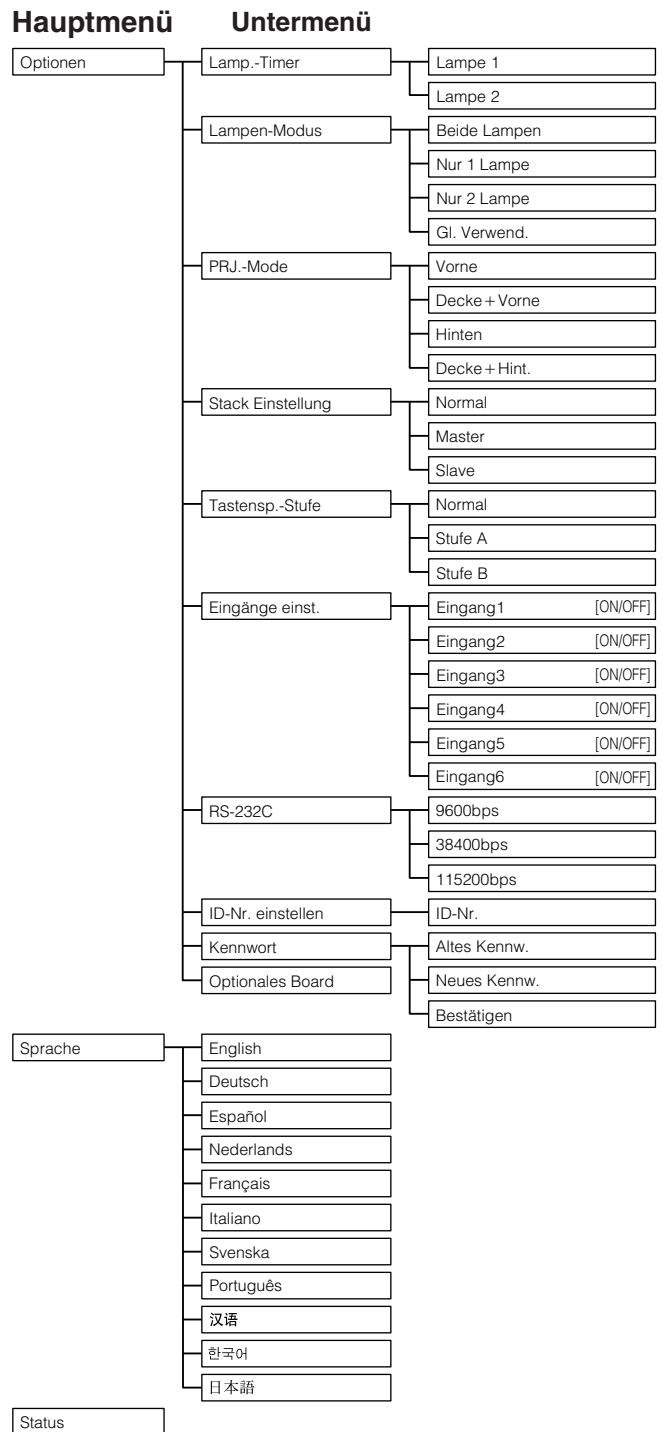 Hauptmenü Untermenü
Optionen Lamp.-Timer Lampe 1
Lampe 2
Lampen-Modus Beide Lampen
Nur 1 Lampe
Nur 2 Lampe
Gl. Verwend.
PRJ.-Mode Vorne
Decke+Vorne
Hinten
Decke+Hint.
Stack Einstellung Normal
Master
Slave
Tastensp.-Stufe Normal
Stufe A
Stufe B
Eingänge einst. Eingang1 [ON/OFF]
Eingang2 [ON/OFF]
Eingang3 [ON/OFF]
Eingang4 [ON/OFF]
Eingang5 [ON/OFF]
Eingang6 [ON/OFF]
RS-232C 9600bps
38400bps
115200bps
ID-Nr. einstellen ID-Nr.
Kennwort Altes Kennw.
Optionales Board Neues Kennw.
Bestätigen
Sprache English
Deutsch
Español
Nederlands
Français
Italiano
Svenska
Português
汉语
한국어
日本語
Status